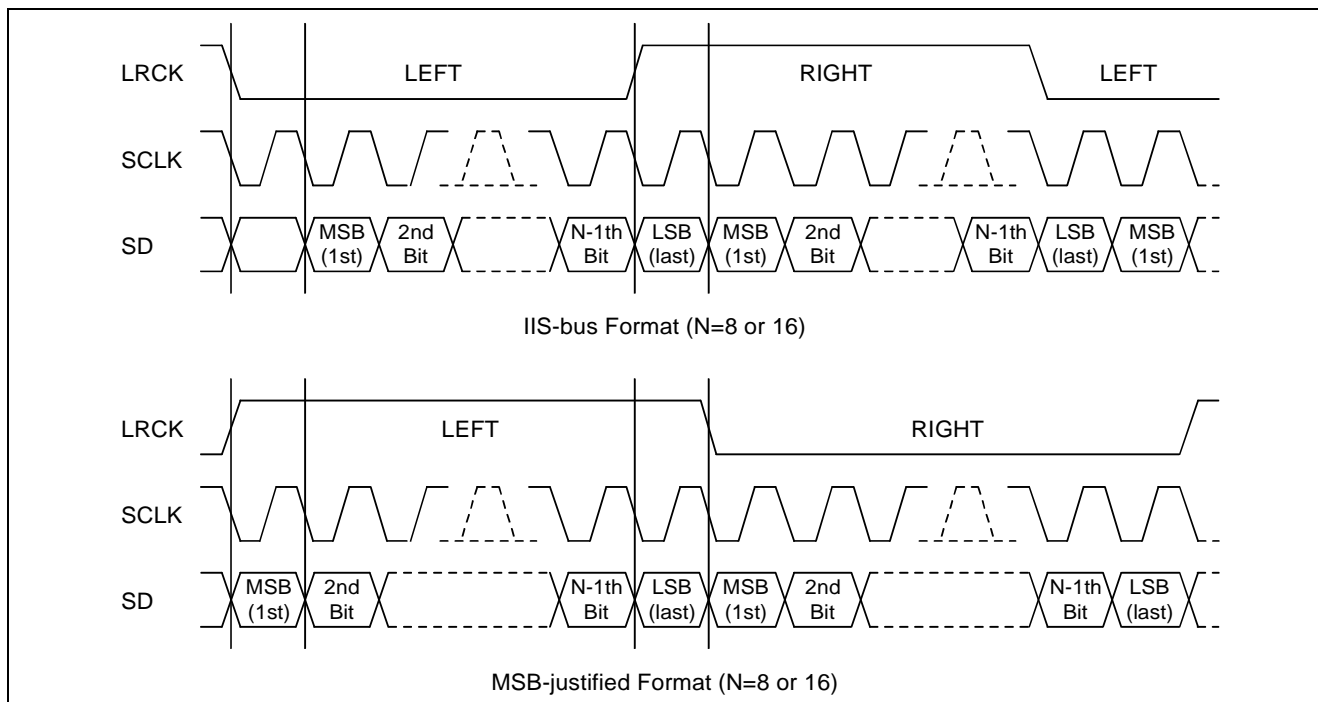 LRCK LEFT RIGHT LEFT
SCLK
SD MSB (1st) 2nd Bit N-1th Bit LSB (last) MSB (1st) 2nd Bit N-1th Bit LSB (last) MSB (1st)
IIS-bus Format (N=8 or 16)
LRCK LEFT RIGHT
SCLK
SD MSB (1st) 2nd Bit N-1th Bit LSB (last) MSB (1st) 2nd Bit N-1th Bit LSB (last)
MSB-justified Format (N=8 or 16)